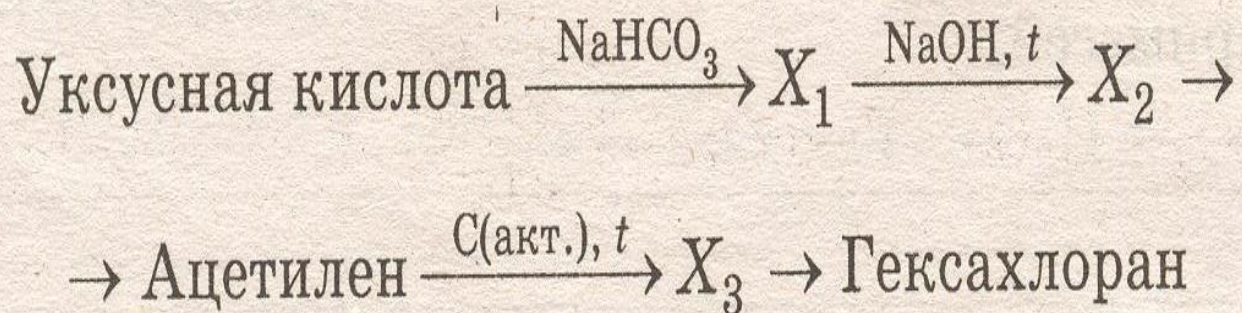 NaHCO₃ NaOH, t
Уксусная кислота → X₁ → X₂ →
C(акт.), t
→ Ацетилен → X₃ → Гексахлоран